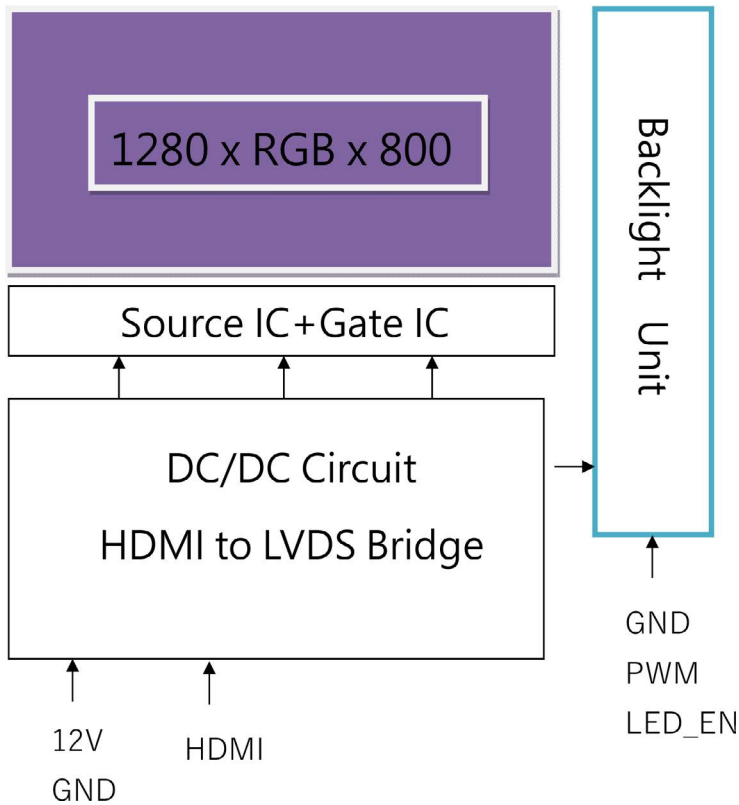 1280 x RGB x 800
Backlight Unit
Source IC+Gate IC
DC/DC Circuit
HDMI to LVDS Bridge
GND
PWM
LED_EN
12V
GND
HDMI